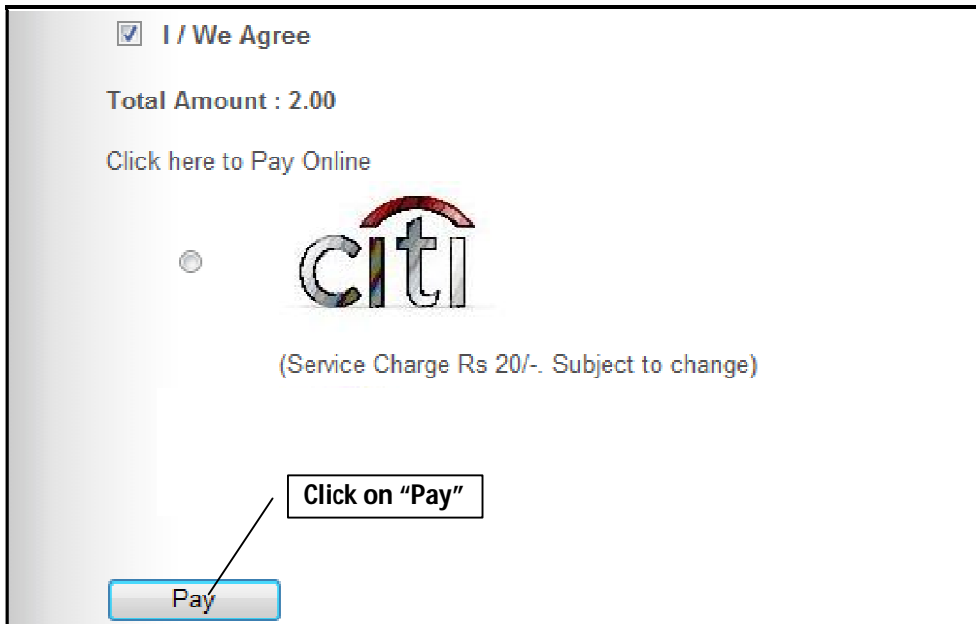 I / We Agree
Total Amount : 2.00
Click here to Pay Online
citi
(Service Charge Rs 20/-. Subject to change)
Click on “Pay”
Pay